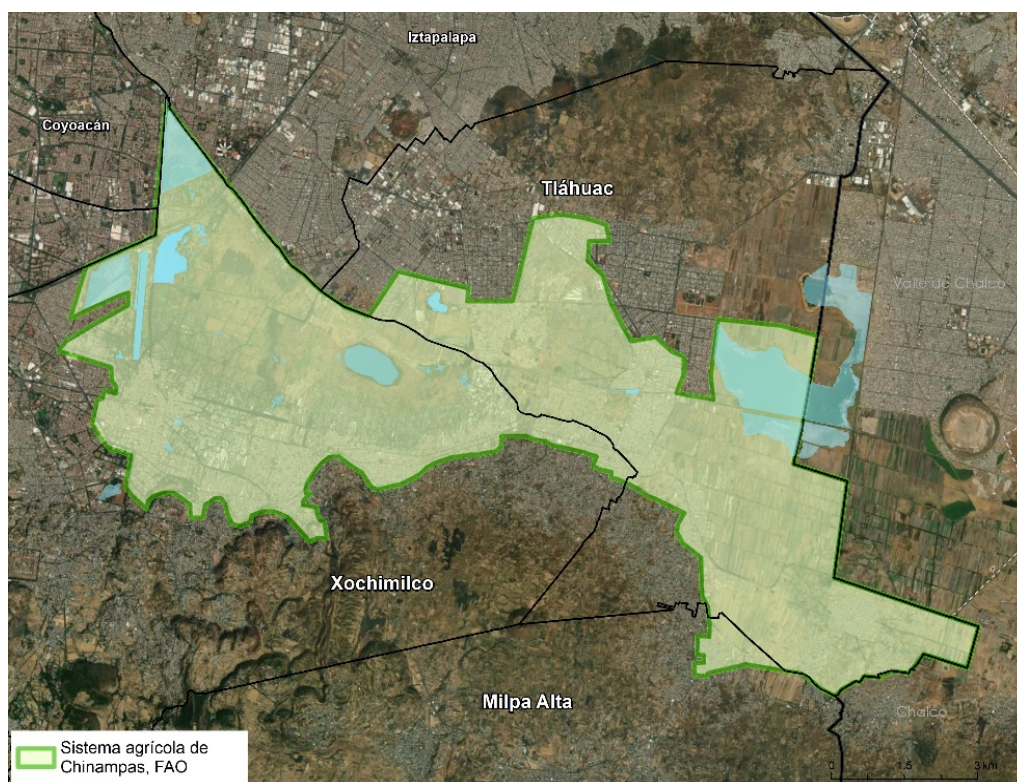 Iztapalapa
Coyoacán
Tláhuac
Valle de Chalco
Xochimilco
Milpa Alta
Chalco
Sistema agrícola de
Chinampas, FAO
0 1.5 3 km